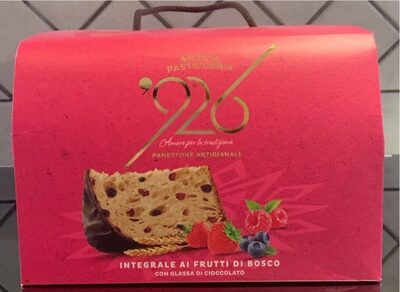 ANTICA
PASTICCERIA
'926
L'Amore per la tradizione
PANETTONE ARTIGIANALE
INTEGRALE AI FRUTTI DI BOSCO
CON GLASSA DI CIOCCOLATO